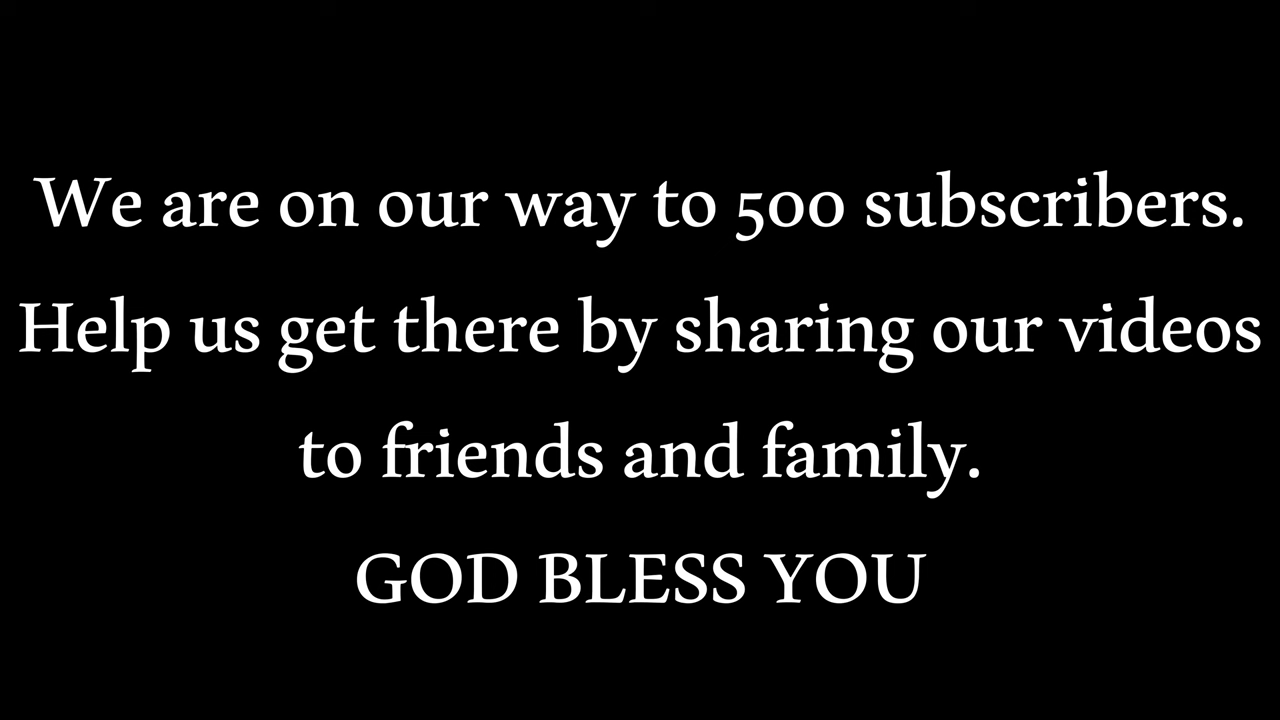 We are on our way to 500 subscribers.
Help us get there by sharing our videos
to friends and family.
GOD BLESS YOU